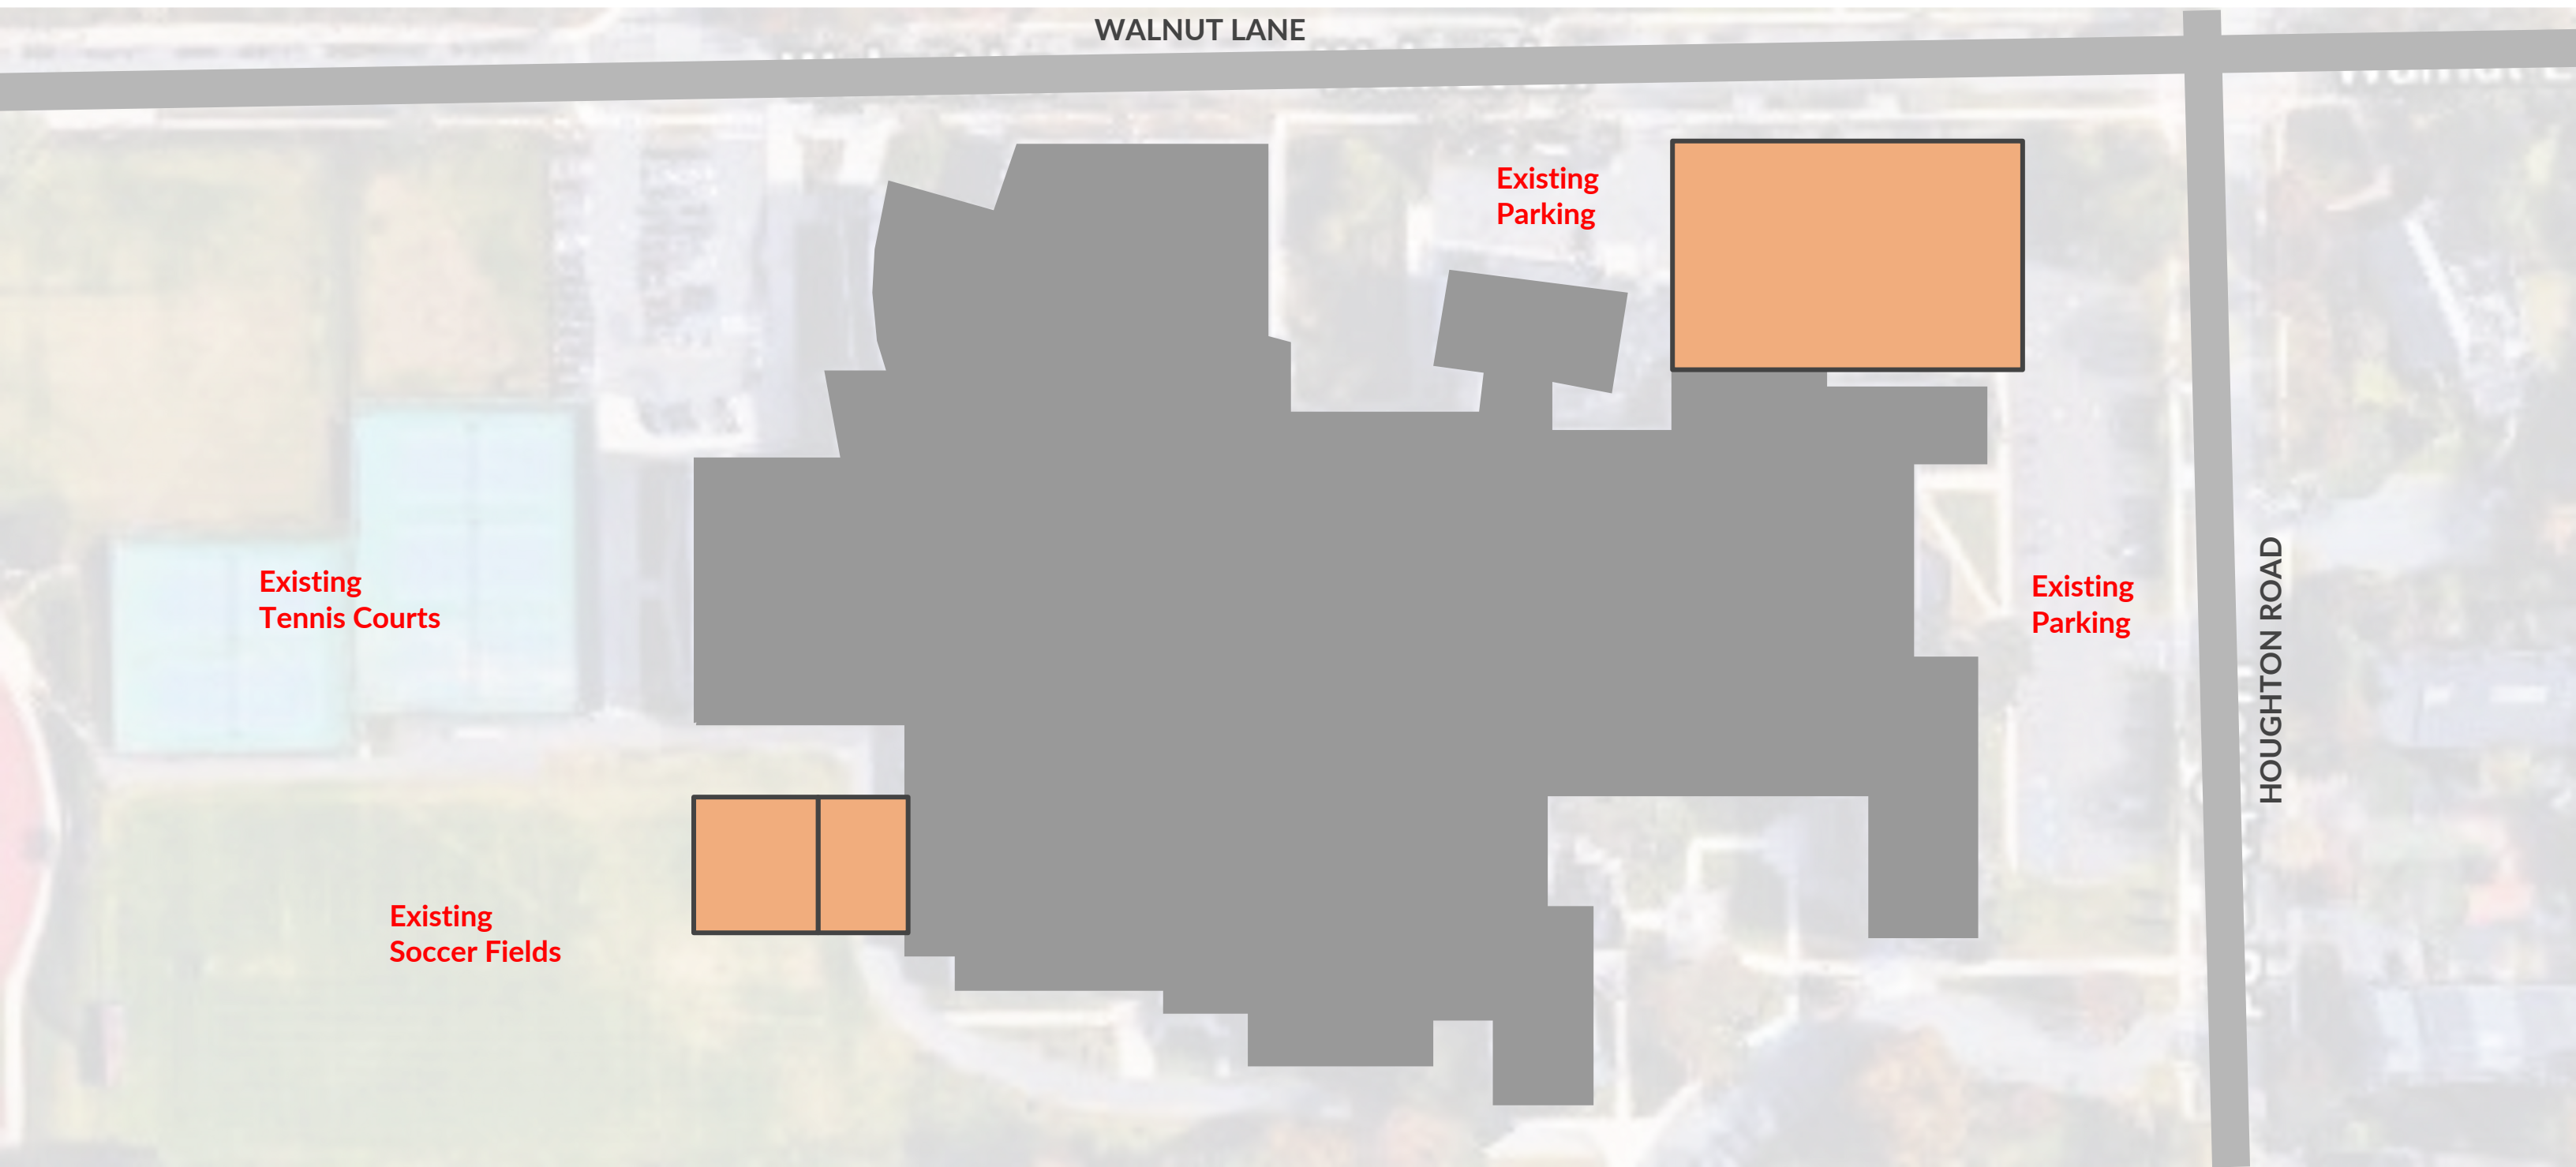 WALNUT LANE
Existing
Parking
Existing
Tennis Courts
Existing
Parking
HOUGHTON ROAD
Existing
Soccer Fields